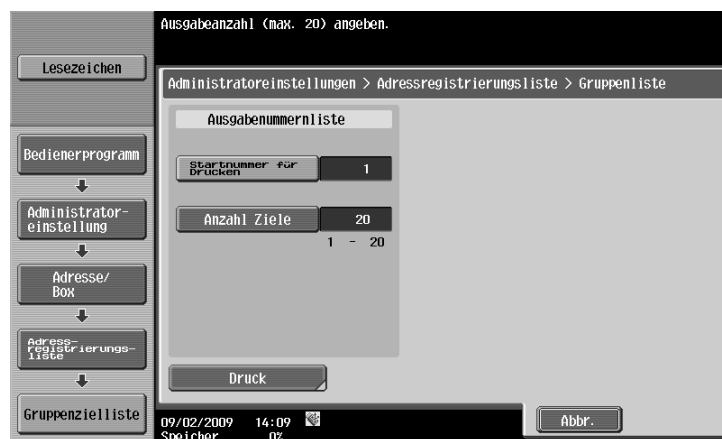 Ausgabeanzahl (max. 20) angeben.
Lesezeichen
Administratoreinstellungen > Adressregistrierungsliste > Gruppenliste
Ausgabenummernliste
Bedienerprogramm
Startnummer für
Drucken
1
Administrator-
einstellung
Anzahl Ziele
20
1 - 20
Adresse/
Box
Adress-
registrierungs-
liste
Druck
Gruppenzielliste
09/02/2009 14:09
Speicher 0%
Abbr.